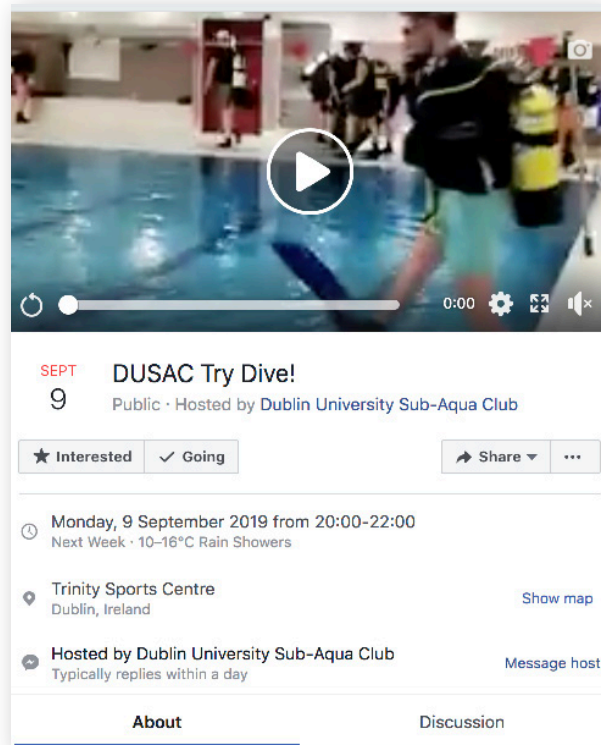 0:00
SEPT
9
DUSAC Try Dive!
Public · Hosted by Dublin University Sub-Aqua Club
Interested
Going
Share
Monday, 9 September 2019 from 20:00-22:00
Next Week · 10–16°C Rain Showers
Trinity Sports Centre
Dublin, Ireland
Show map
Hosted by Dublin University Sub-Aqua Club
Typically replies within a day
Message host
About
Discussion